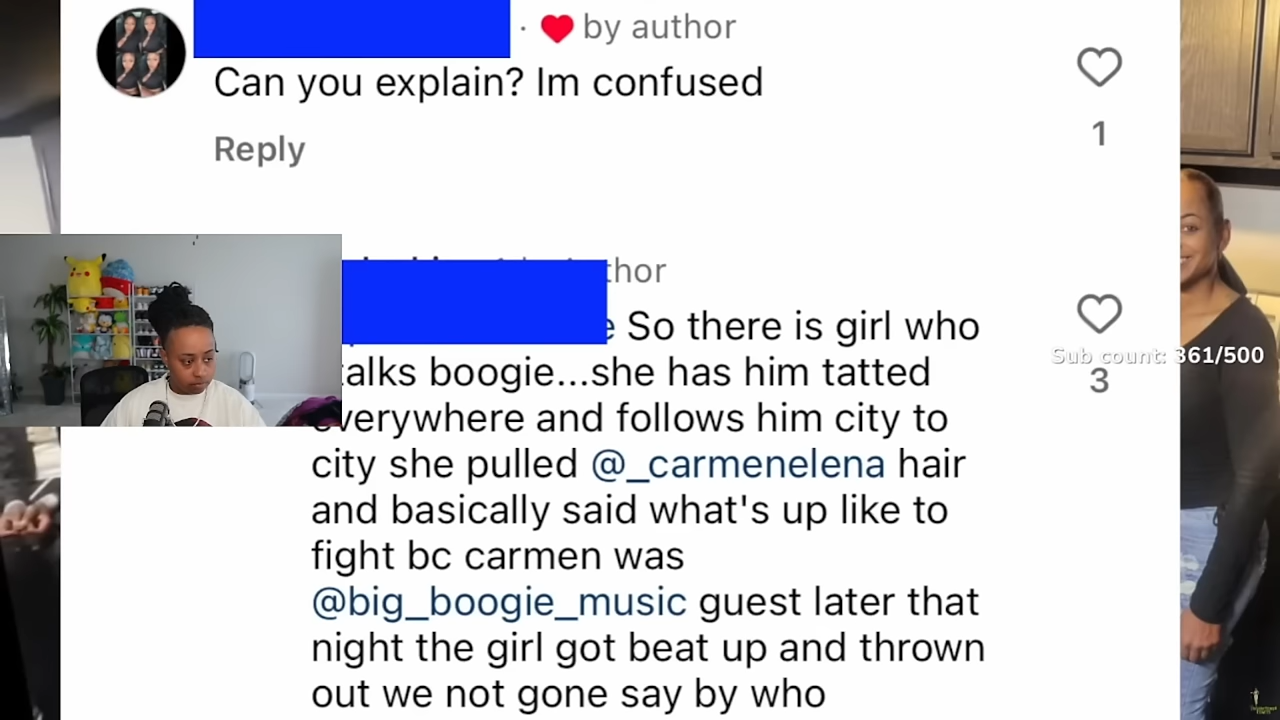 · by author
Can you explain? Im confused
1
Reply
thor
So there is girl who
talks boogie...she has him tatted
Sub count: 361/500
3
everywhere and follows him city to
city she pulled @_carmenelena hair
and basically said what's up like to
fight bc carmen was
@big_boogie_music guest later that
night the girl got beat up and thrown
out we not gone say by who